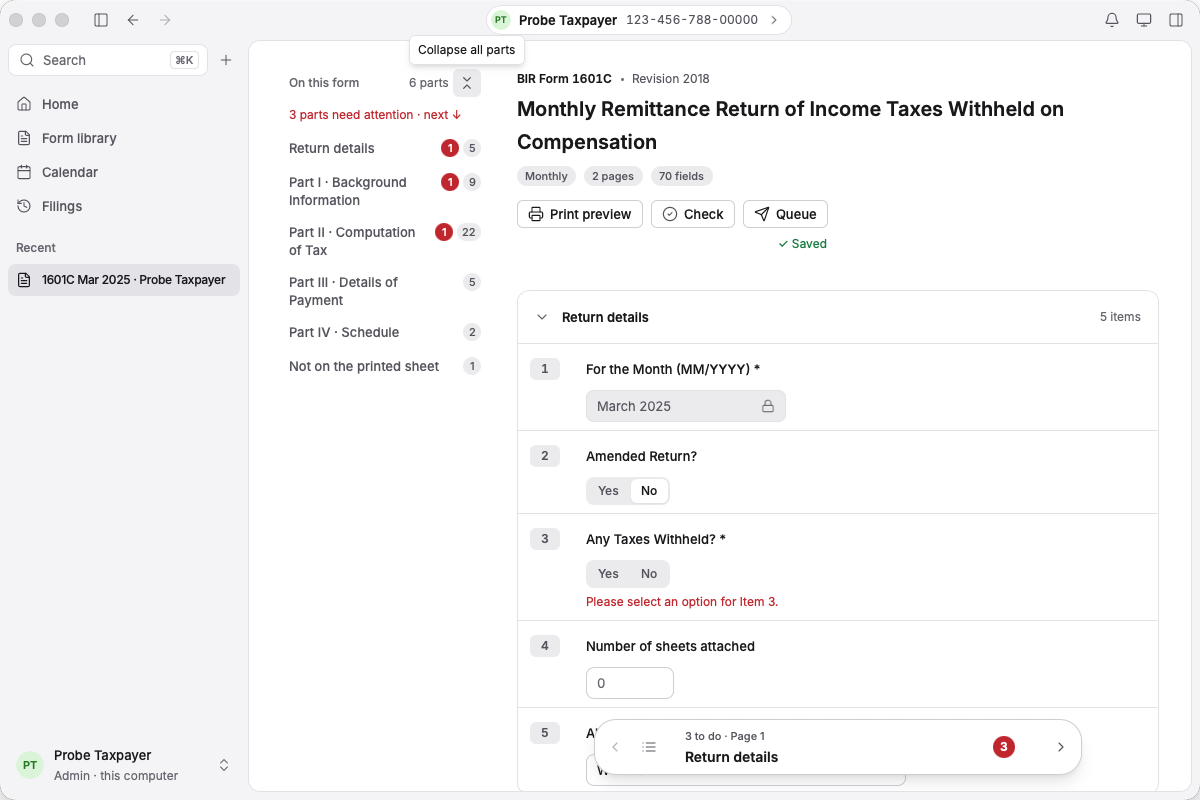 PT Probe Taxpayer 123-456-788-00000
Search ⌘K
Collapse all parts
Home
Form library
Calendar
Filings
Recent
1601C Mar 2025 · Probe Taxpayer
On this form 6 parts
3 parts need attention · next ↓
Return details 1 5
Part I · Background Information 1 9
Part II · Computation of Tax 1 22
Part III · Details of Payment 5
Part IV · Schedule 2
Not on the printed sheet 1
BIR Form 1601C • Revision 2018
Monthly Remittance Return of Income Taxes Withheld on
Compensation
Monthly 2 pages 70 fields
Print preview Check Queue
✓ Saved
Return details 5 items
1 For the Month (MM/YYYY) *
March 2025
2 Amended Return?
Yes No
3 Any Taxes Withheld? *
Yes No
Please select an option for Item 3.
4 Number of sheets attached
0
5
3 to do · Page 1
Return details 3
PT Probe Taxpayer
Admin · this computer